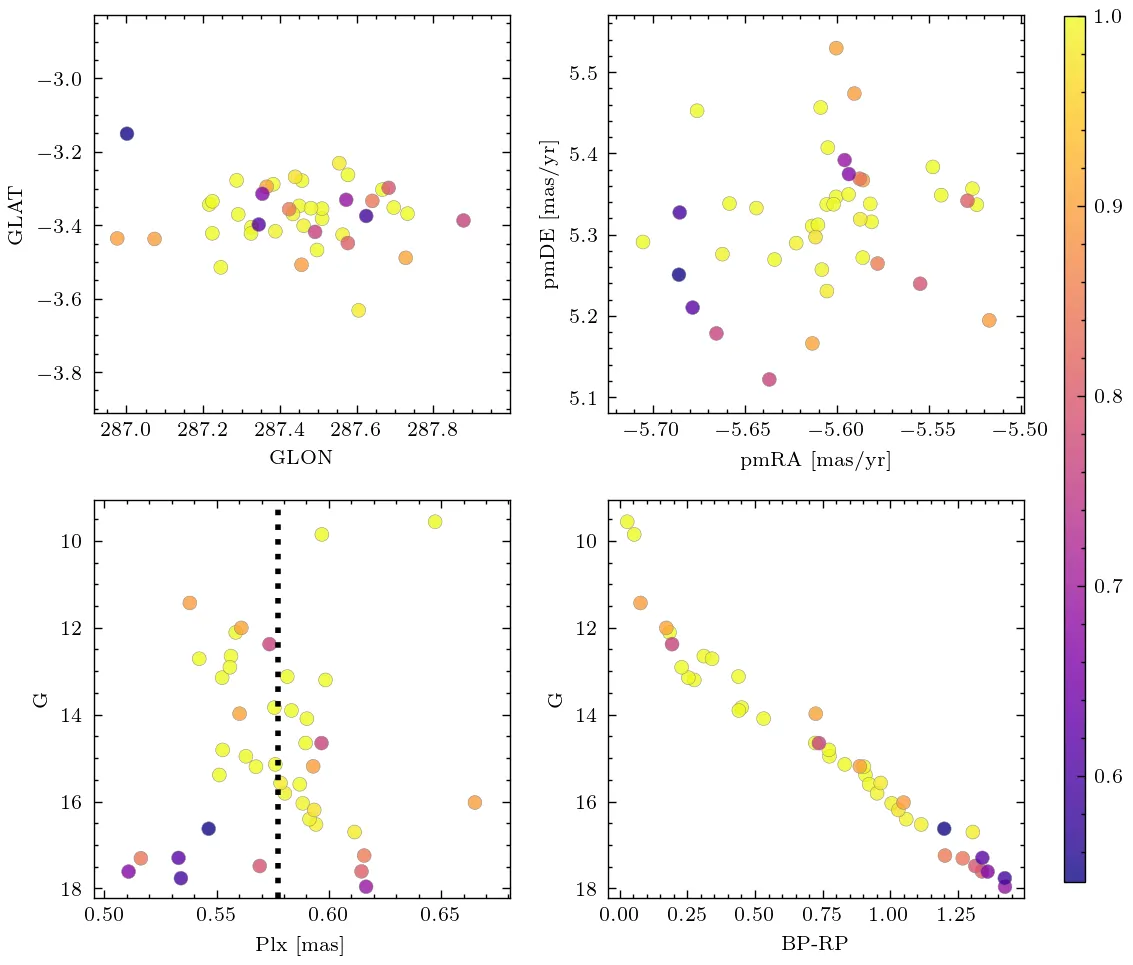 −3.0
−3.2
−3.4
−3.6
−3.8
GLAT
287.0 287.2 287.4 287.6 287.8
GLON
5.5
5.4
5.3
5.2
5.1
pmDE [mas/yr]
−5.70 −5.65 −5.60 −5.55 −5.50
pmRA [mas/yr]
10
12
14
16
18
G
0.50 0.55 0.60 0.65
Plx [mas]
10
12
14
16
18
G
0.00 0.25 0.50 0.75 1.00 1.25
BP-RP
1.0
0.9
0.8
0.7
0.6